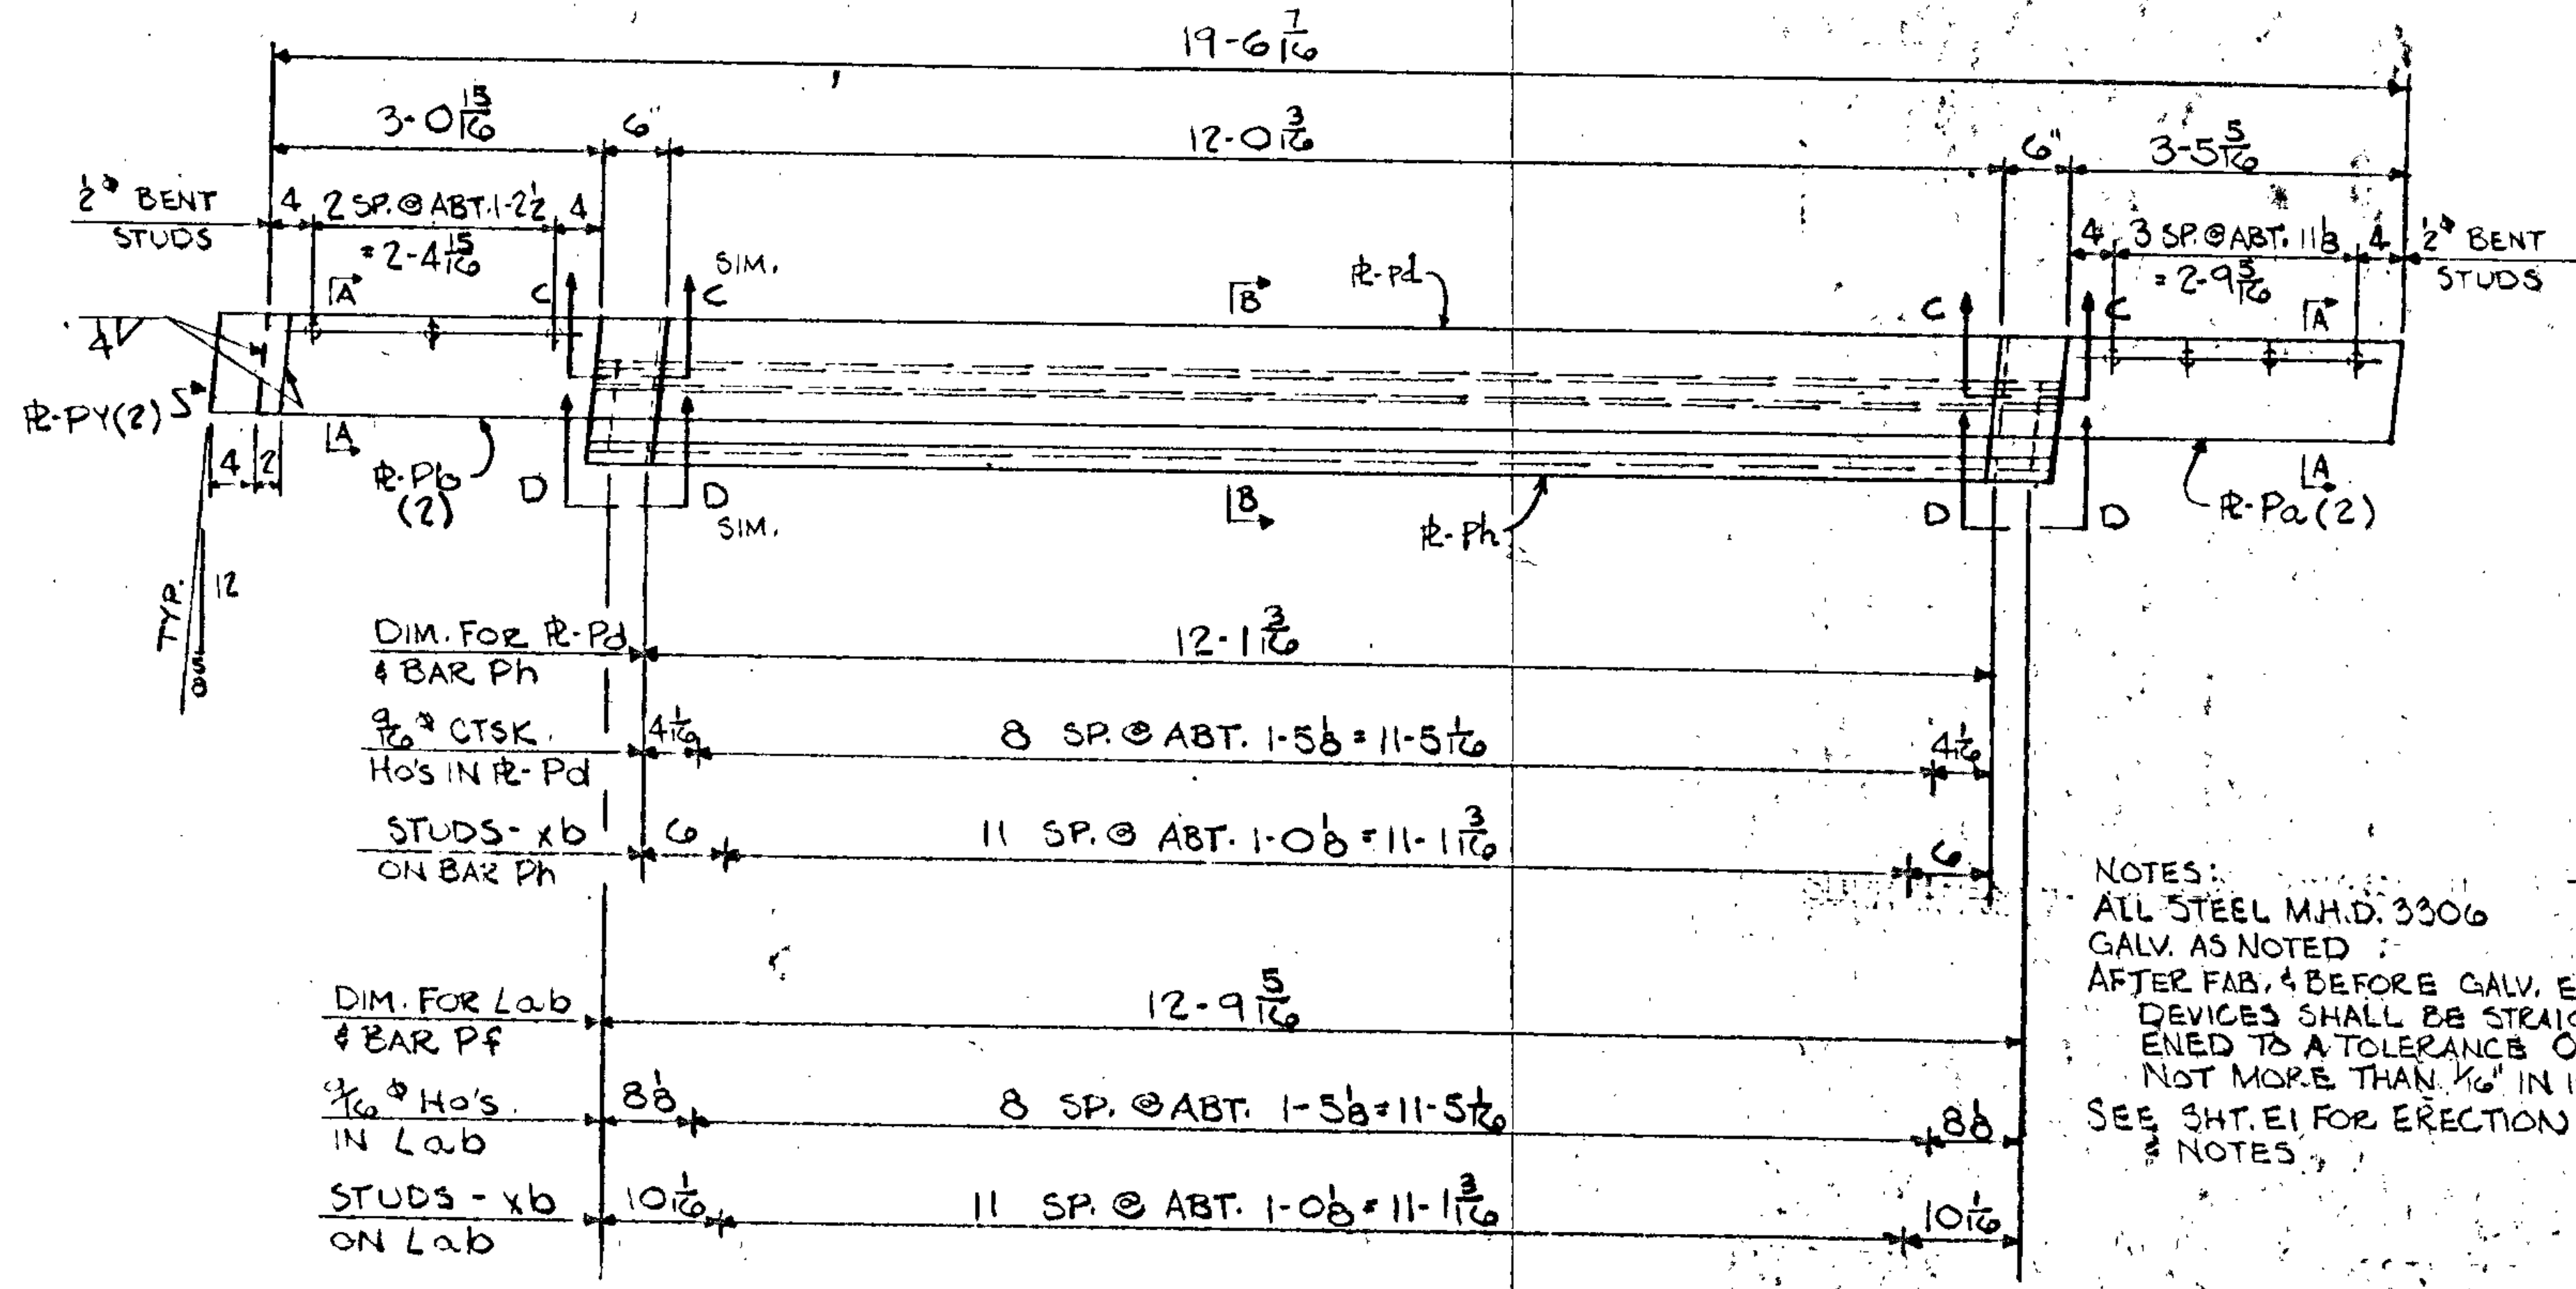 19-6 7/16
3-0 15/16
6"
12-0 3/16
6"
3-5 5/16
1/2 φ BENT
STUDS
4
2 SP. @ ABT. 1-2 1/2
= 2-4 15/16
4
4
3 SP. @ ABT. 11 1/8
= 2-9 5/16
4
1/2 φ BENT
STUDS
A
C
SIM.
C
B
℞-pd
C
C
A
4
℞-PY(2)
S
4
2
A
℞-Pb
(2)
D
D
SIM.
B
℞-Ph
D
D
℞-Pa (2)
A
TYP.
12
5/8
DIM. FOR ℞-Pd
& BAR Ph
12-1 3/16
9/16 φ CTSK.
Ho's IN ℞-Pd
4 1/16
8 SP. @ ABT. 1-5 1/8 = 11-5 1/16
4 1/16
STUDS - xb
ON BAR Ph
6
11 SP. @ ABT. 1-0 1/8 = 11-1 3/16
6
DIM. FOR Lab
& BAR Pf
12-9 5/16
9/16 φ Ho's
IN Lab
8 1/8
8 SP. @ ABT. 1-5 1/8 = 11-5 1/16
8 1/8
STUDS - xb
ON Lab
10 1/16
11 SP. @ ABT. 1-0 1/8 = 11-1 3/16
10 1/16
NOTES:
ALL STEEL M.H.D. 3306
GALV. AS NOTED
AFTER FAB. & BEFORE GALV. E
DEVICES SHALL BE STRAIG
ENED TO A TOLERANCE O
NOT MORE THAN 1/16" IN 1
SEE SHT. E1 FOR ERECTION
& NOTES